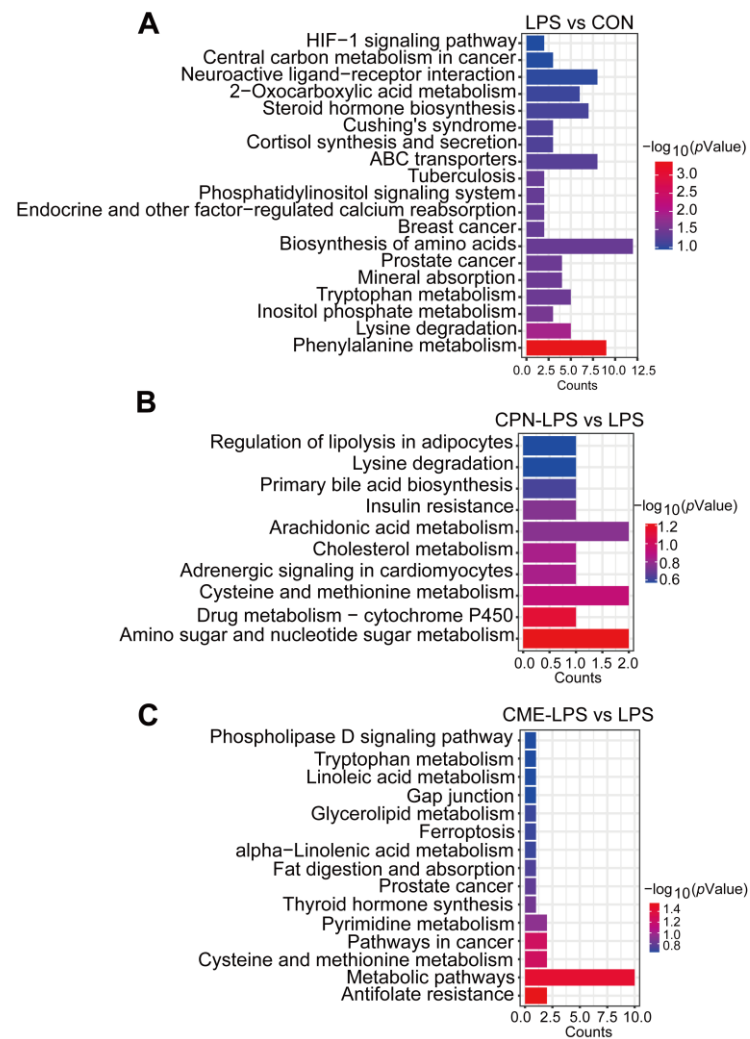 A
LPS vs CON
HIF−1 signaling pathway
Central carbon metabolism in cancer
Neuroactive ligand−receptor interaction
2−Oxocarboxylic acid metabolism
Steroid hormone biosynthesis
Cushing's syndrome
Cortisol synthesis and secretion
ABC transporters
Tuberculosis
Phosphatidylinositol signaling system
Endocrine and other factor−regulated calcium reabsorption
Breast cancer
Biosynthesis of amino acids
Prostate cancer
Mineral absorption
Tryptophan metabolism
Inositol phosphate metabolism
Lysine degradation
Phenylalanine metabolism
0.0 2.5 5.0 7.5 10.0 12.5
Counts
−log10(pValue)
3.0
2.5
2.0
1.5
1.0
B
CPN-LPS vs LPS
Regulation of lipolysis in adipocytes
Lysine degradation
Primary bile acid biosynthesis
Insulin resistance
Arachidonic acid metabolism
Cholesterol metabolism
Adrenergic signaling in cardiomyocytes
Cysteine and methionine metabolism
Drug metabolism − cytochrome P450
Amino sugar and nucleotide sugar metabolism
0.0 0.5 1.0 1.5 2.0
Counts
−log10(pValue)
1.2
1.0
0.8
0.6
C
CME-LPS vs LPS
Phospholipase D signaling pathway
Tryptophan metabolism
Linoleic acid metabolism
Gap junction
Glycerolipid metabolism
Ferroptosis
alpha−Linolenic acid metabolism
Fat digestion and absorption
Prostate cancer
Thyroid hormone synthesis
Pyrimidine metabolism
Pathways in cancer
Cysteine and methionine metabolism
Metabolic pathways
Antifolate resistance
0.0 2.5 5.0 7.5 10.0
Counts
−log10(pValue)
1.4
1.2
1.0
0.8